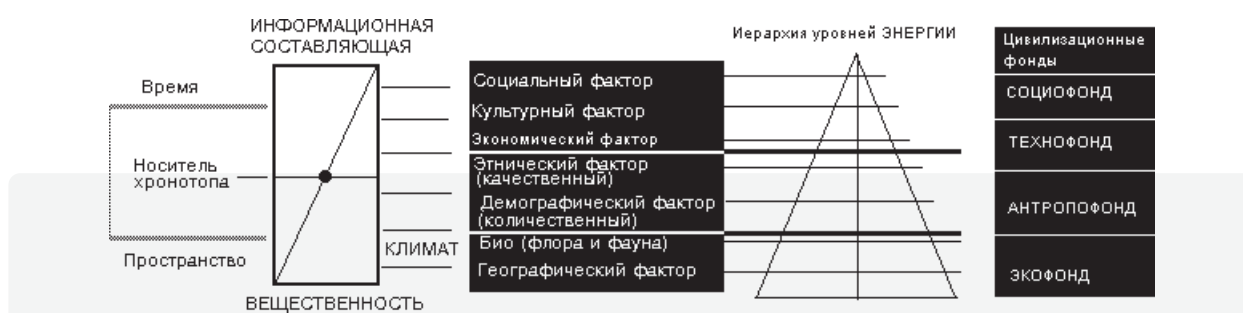 ИНФОРМАЦИОННАЯ
СОСТАВЛЯЮЩАЯ
Время
Носитель
хронотопа
Пространство
ВЕЩЕСТВЕННОСТЬ
КЛИМАТ
Социальный фактор
Культурный фактор
Экономический фактор
Этнический фактор
(качественный)
Демографический фактор
(количественный)
Био (флора и фауна)
Географический фактор
Иерархия уровней ЭНЕРГИИ
Цивилизационные
фонды
СОЦИОФОНД
ТЕХНОФОНД
АНТРОПОФОНД
ЭКОФОНД